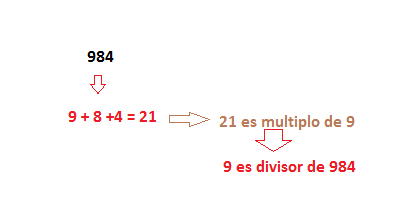 984
9 + 8 +4 = 21
21 es multiplo de 9
9 es divisor de 984